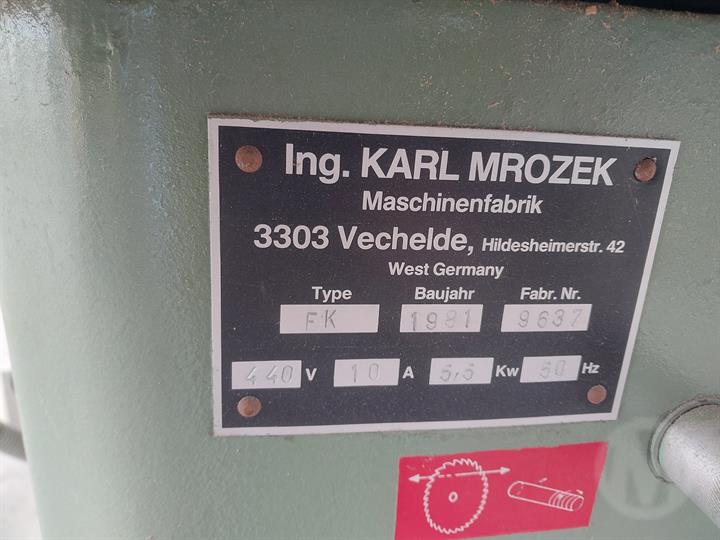 Ing. KARL MROZEK
Maschinenfabrik
3303 Vechelde, Hildesheimerstr. 42
West Germany
Type Baujahr Fabr. Nr.
FK 1981 9637
440 V 10 A 5,5 Kw 50 Hz